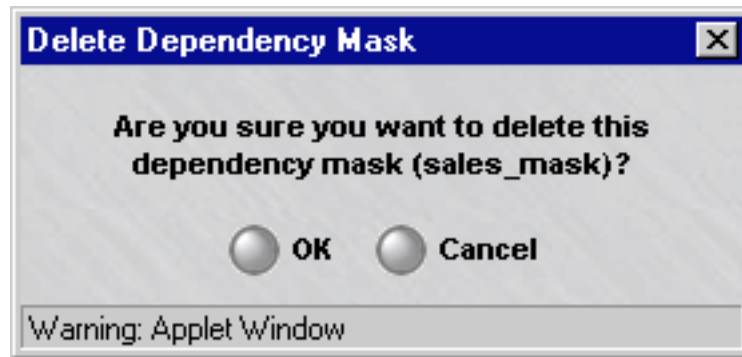 Delete Dependency Mask
Are you sure you want to delete this
dependency mask (sales_mask)?
OK Cancel
Warning: Applet Window